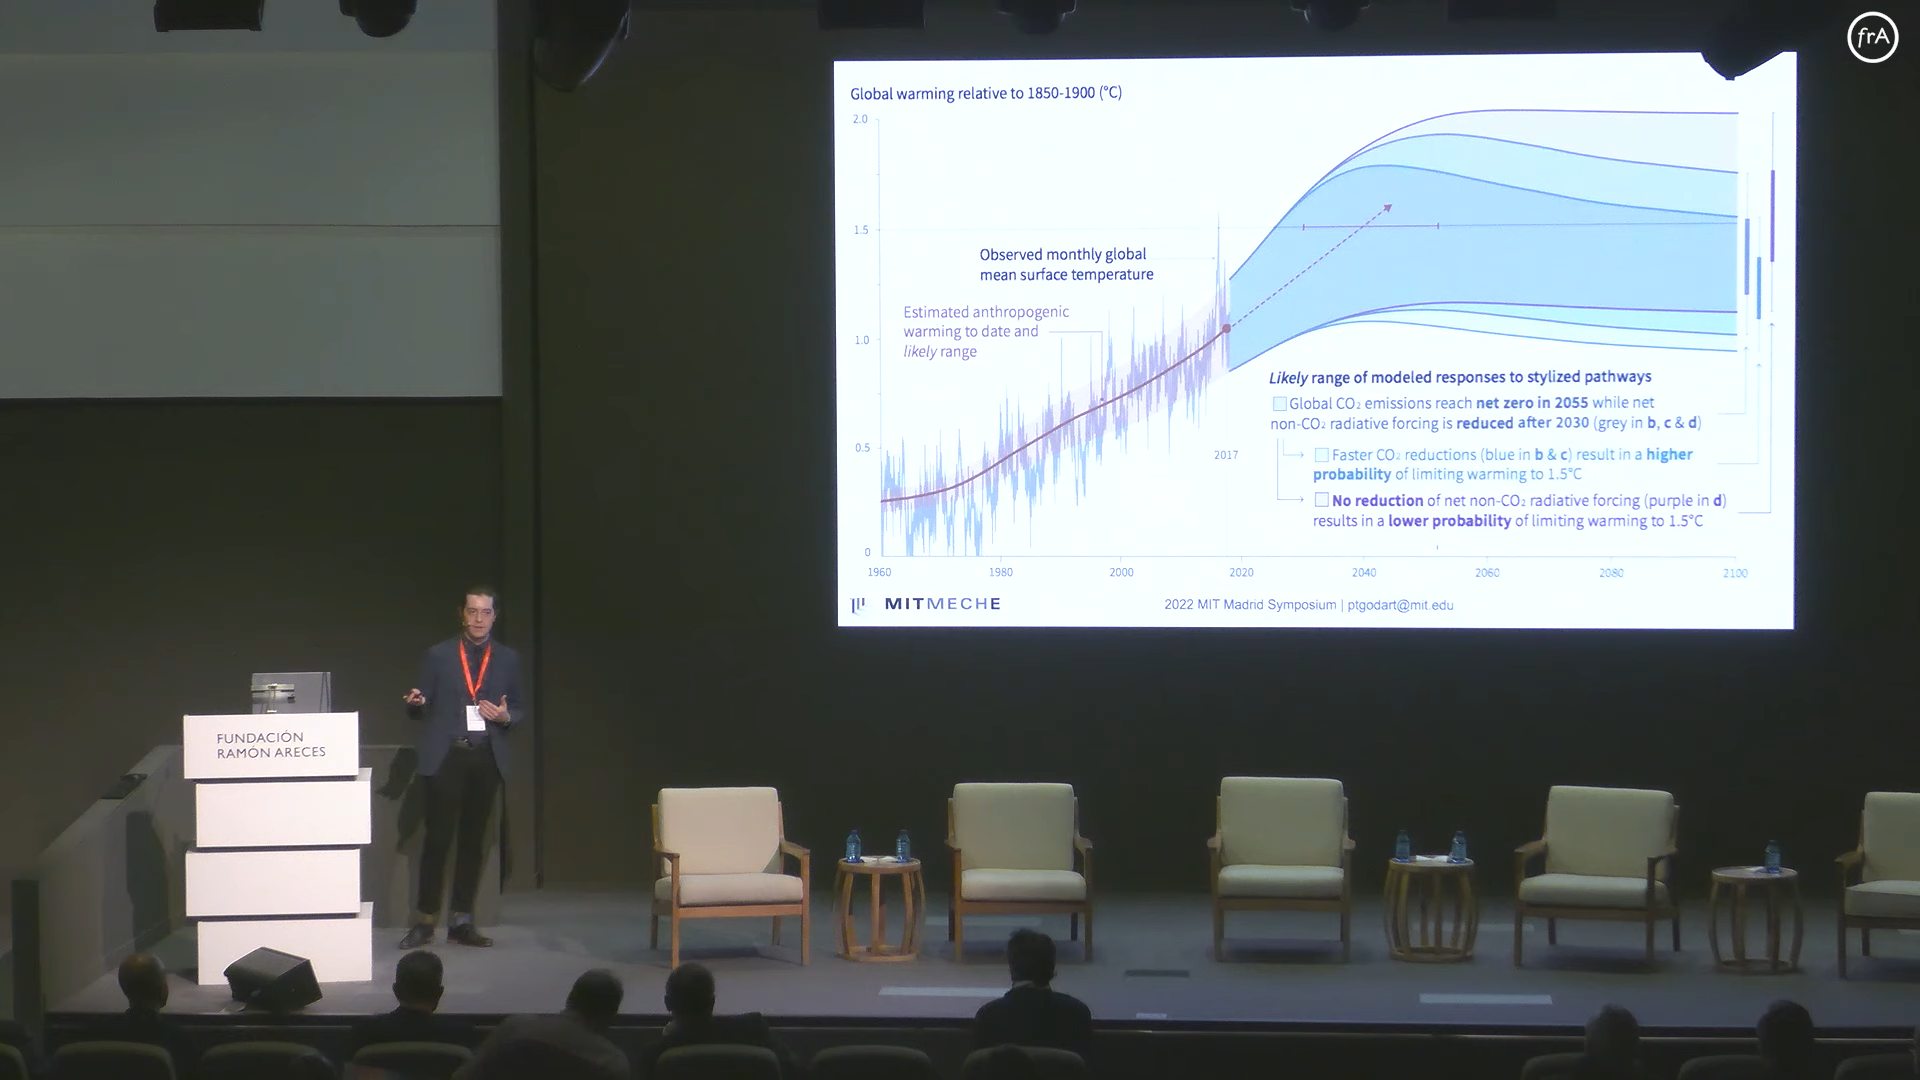 frA
Global warming relative to 1850-1900 (°C)
2.0
1.5
1.0
0.5
0
Observed monthly global
mean surface temperature
Estimated anthropogenic
warming to date and
likely range
2017
Likely range of modeled responses to stylized pathways
Global CO₂ emissions reach net zero in 2055 while net
non-CO₂ radiative forcing is reduced after 2030 (grey in b, c & d)
Faster CO₂ reductions (blue in b & c) result in a higher
probability of limiting warming to 1.5°C
No reduction of net non-CO₂ radiative forcing (purple in d)
results in a lower probability of limiting warming to 1.5°C
1960 1980 2000 2020 2040 2060 2080 2100
MITMECHE
2022 MIT Madrid Symposium | ptgodart@mit.edu
FUNDACIÓN
RAMÓN ARECES